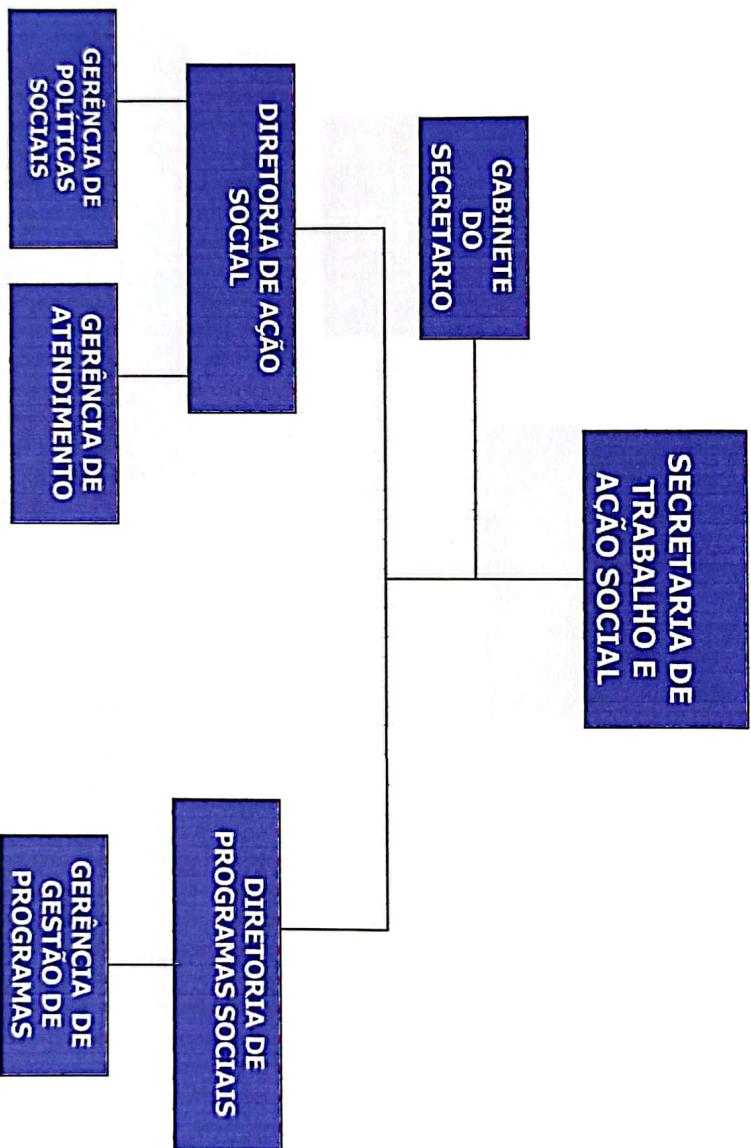 SECRETARIA DE
TRABALHO E
AÇÃO SOCIAL
GABINETE
DO
SECRETARIO
DIRETORIA DE AÇÃO
SOCIAL
DIRETORIA DE
PROGRAMAS SOCIAIS
GERÊNCIA DE
POLÍTICAS
SOCIAIS
GERÊNCIA DE
ATENDIMENTO
GERÊNCIA DE
GESTÃO DE
PROGRAMAS